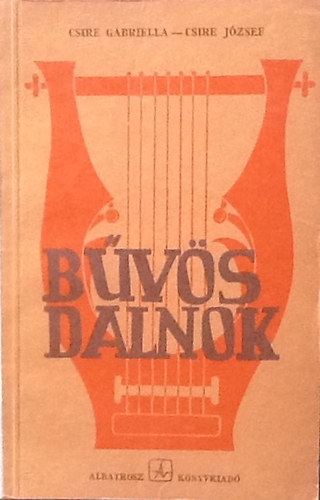 CSIRE GABRIELLA — CSIRE JÓZSEF
BŰVÖS
DALNOK
ALBATROSZ A KÖNYVKIADÓ